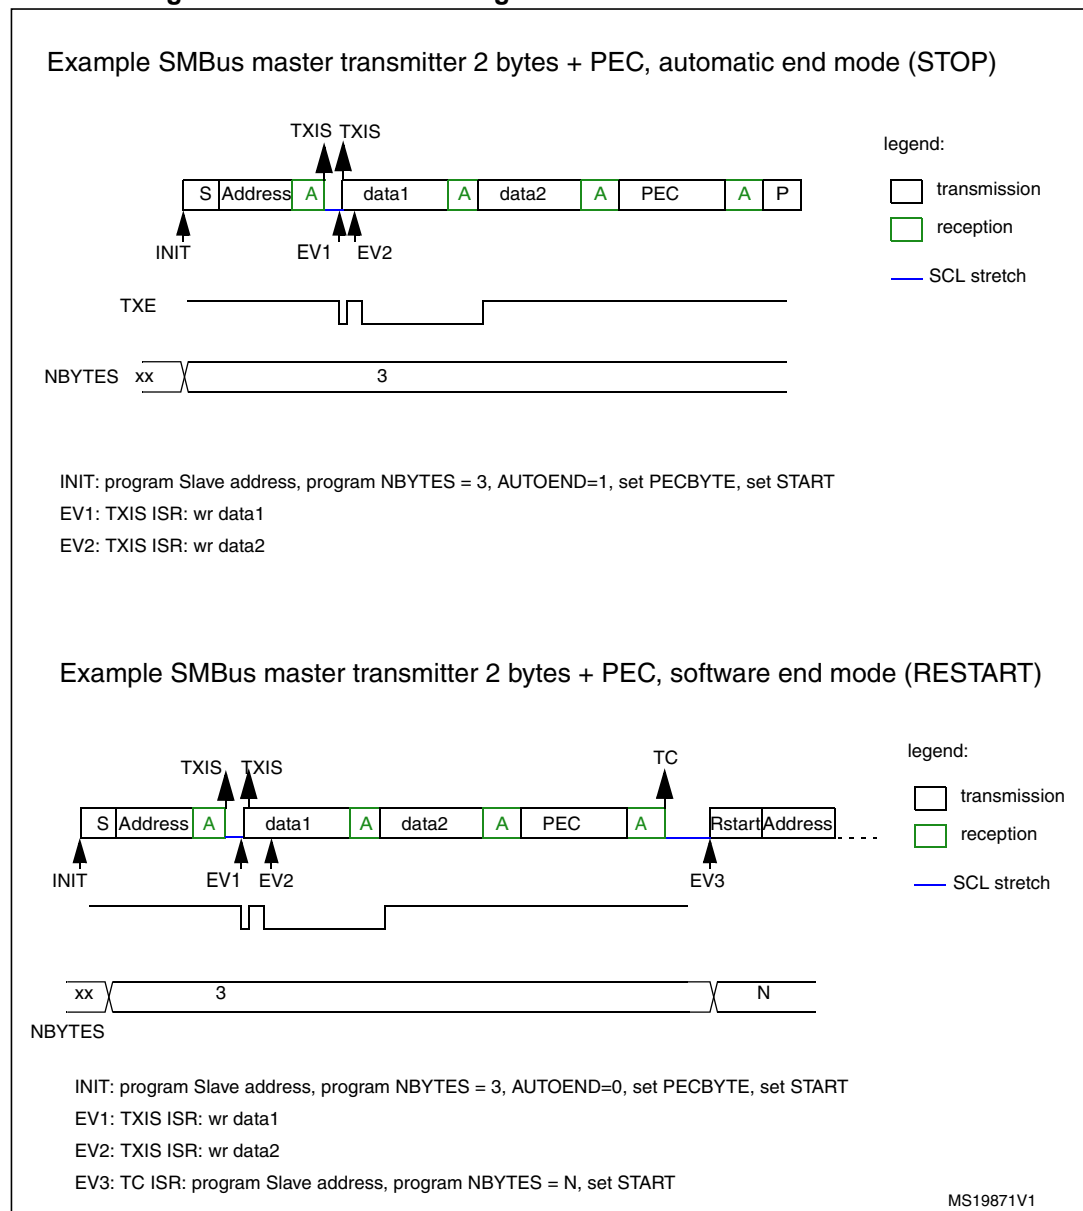 Example SMBus master transmitter 2 bytes + PEC, automatic end mode (STOP)
TXIS TXIS
legend:
transmission
reception
SCL stretch
S Address A data1 A data2 A PEC A P
INIT EV1 EV2
TXE
NBYTES xx 3
INIT: program Slave address, program NBYTES = 3, AUTOEND=1, set PECBYTE, set START
EV1: TXIS ISR: wr data1
EV2: TXIS ISR: wr data2
Example SMBus master transmitter 2 bytes + PEC, software end mode (RESTART)
TXIS TXIS TC
legend:
transmission
reception
SCL stretch
S Address A data1 A data2 A PEC A Rstart Address
INIT EV1 EV2 EV3
xx 3 N
NBYTES
INIT: program Slave address, program NBYTES = 3, AUTOEND=0, set PECBYTE, set START
EV1: TXIS ISR: wr data1
EV2: TXIS ISR: wr data2
EV3: TC ISR: program Slave address, program NBYTES = N, set START
MS19871V1